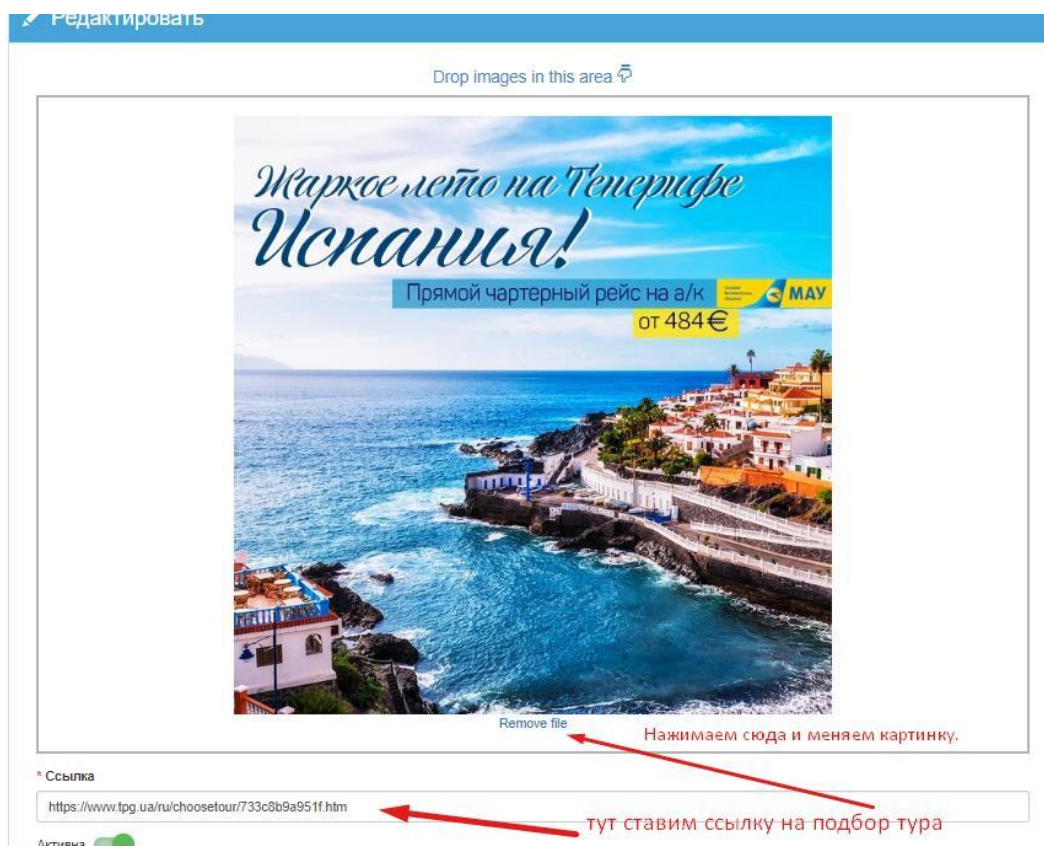 Редактировать
Drop images in this area
Жаркое лето на Тенерифе
Испания!
Прямой чартерный рейс на а/к
МАУ
от 484€
Remove file
Нажимаем сюда и меняем картинку.
* Ссылка
https://www.tpg.ua/ru/choosetour/733c8b9a951f.htm
тут ставим ссылку на подбор тура
Активна